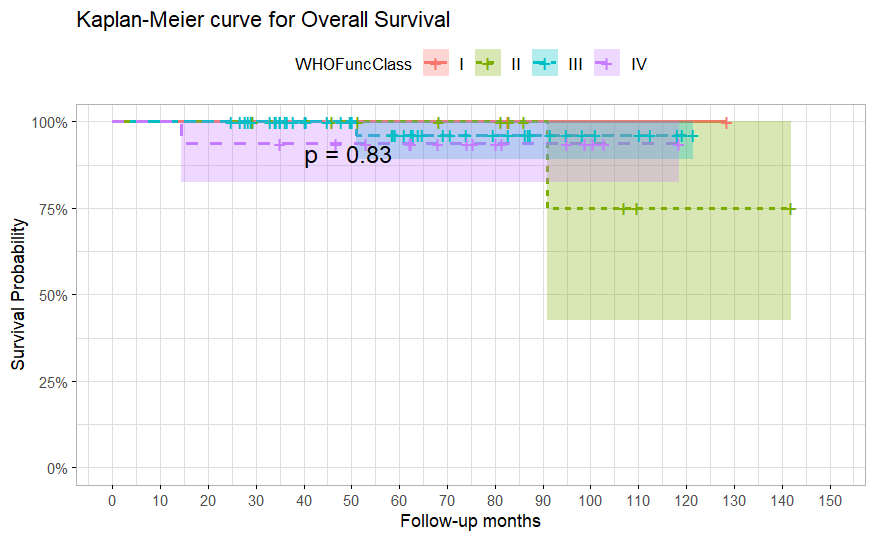 Kaplan-Meier curve for Overall Survival
WHOFuncClass I II III IV
100%
75%
50%
25%
0%
p = 0.83
Survival Probability
0 10 20 30 40 50 60 70 80 90 100 110 120 130 140 150
Follow-up months